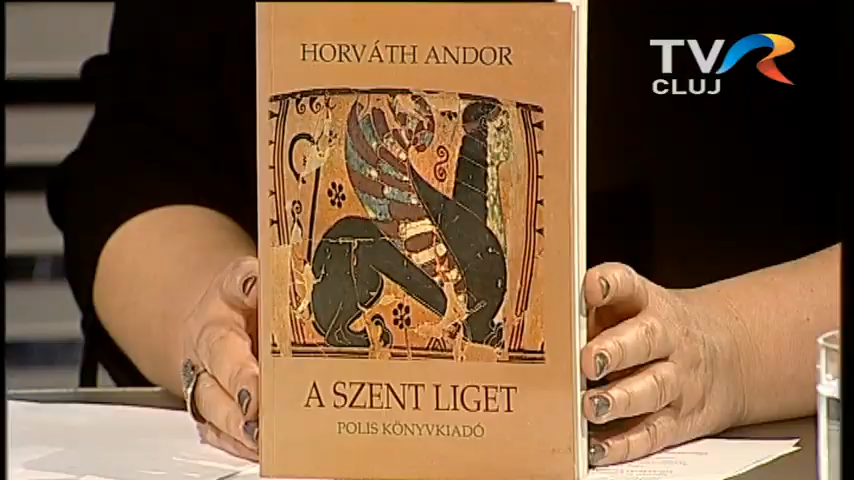 HORVÁTH ANDOR
TVR
CLUJ
A SZENT LIGET
POLIS KÖNYVKIADÓ